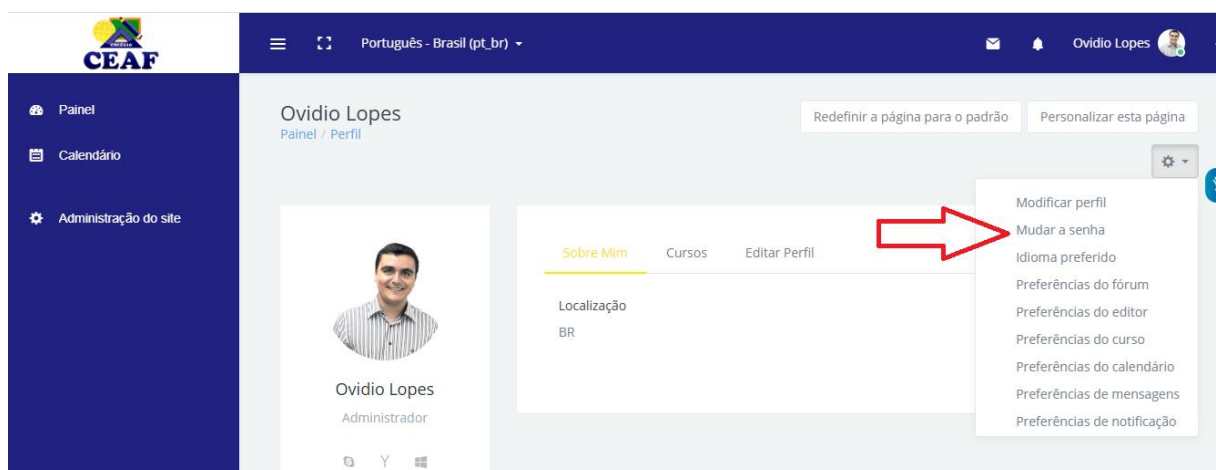 COLÉGIO
CEAF
Português - Brasil (pt_br)
Ovidio Lopes
Painel
Calendário
Administração do site
Ovidio Lopes
Painel / Perfil
Redefinir a página para o padrão
Personalizar esta página
Modificar perfil
Mudar a senha
Idioma preferido
Preferências do fórum
Preferências do editor
Preferências do curso
Preferências do calendário
Preferências de mensagens
Preferências de notificação
Sobre Mim
Cursos
Editar Perfil
Localização
BR
Ovidio Lopes
Administrador